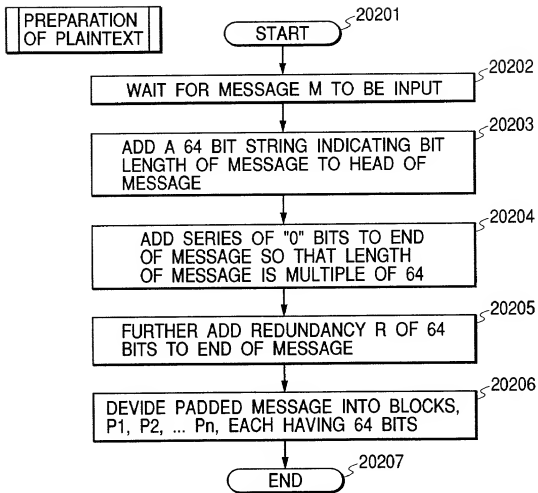 PREPARATION
OF PLAINTEXT
20201
START
20202
WAIT FOR MESSAGE M TO BE INPUT
20203
ADD A 64 BIT STRING INDICATING BIT
LENGTH OF MESSAGE TO HEAD OF
MESSAGE
20204
ADD SERIES OF "0" BITS TO END
OF MESSAGE SO THAT LENGTH
OF MESSAGE IS MULTIPLE OF 64
20205
FURTHER ADD REDUNDANCY R OF 64
BITS TO END OF MESSAGE
20206
DEVIDE PADDED MESSAGE INTO BLOCKS,
P1, P2, ... Pn, EACH HAVING 64 BITS
20207
END